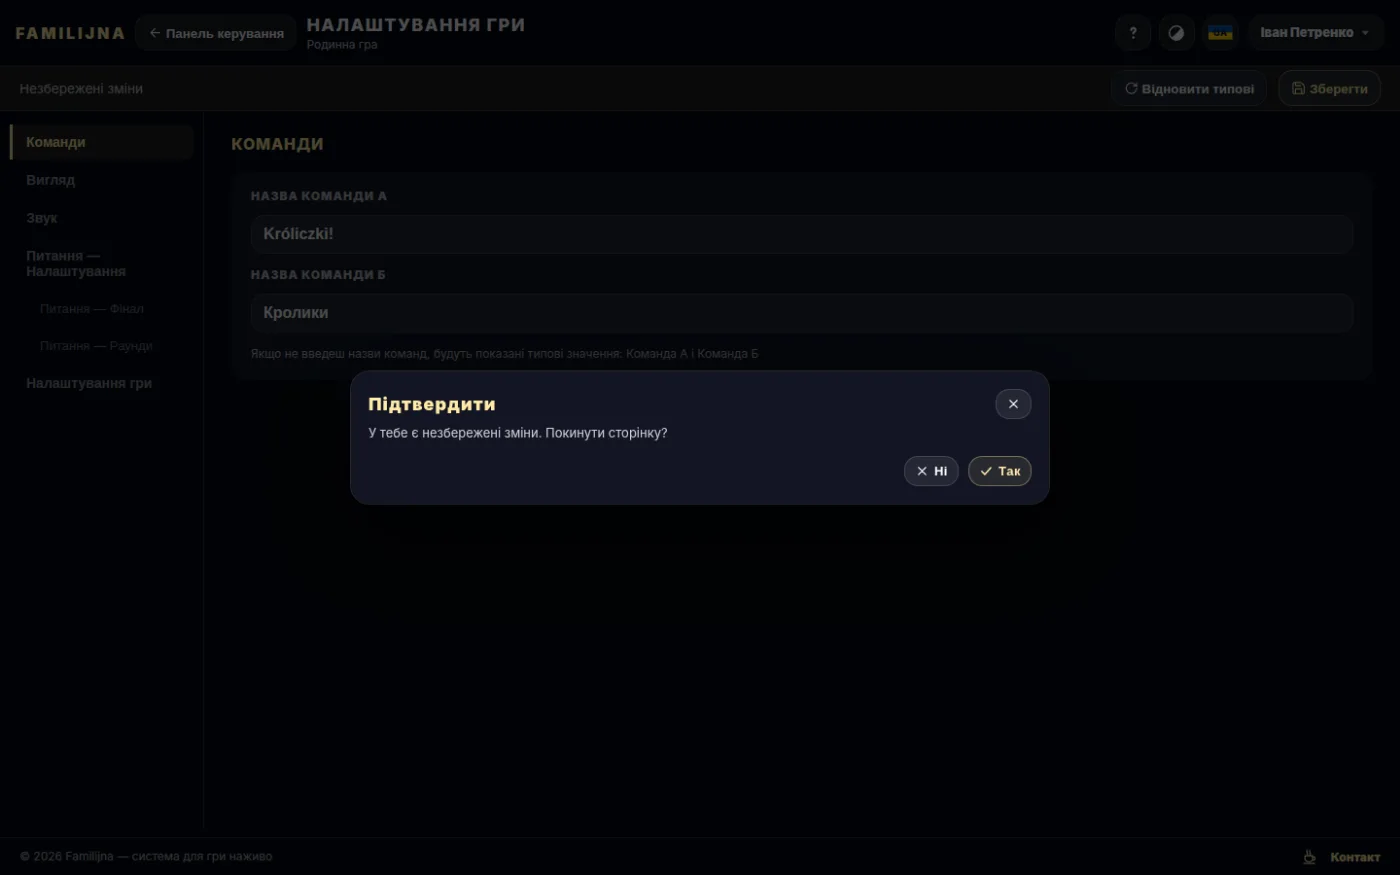 FAMILIJNA
← Панель керування
НАЛАШТУВАННЯ ГРИ
Родинна гра
?
UA
Іван Петренко
Незбережені зміни
Відновити типові
Зберегти
Команди
Вигляд
Звук
Питання —
Налаштування
Питання — Фінал
Питання — Раунди
Налаштування гри
КОМАНДИ
НАЗВА КОМАНДИ А
Króliczki!
НАЗВА КОМАНДИ Б
Кролики
Якщо не введеш назви команд, будуть показані типові значення: Команда А і Команда Б
Підтвердити
У тебе є незбережені зміни. Покинути сторінку?
Ні
Так
© 2026 Familijna — система для гри наживо
Контакт